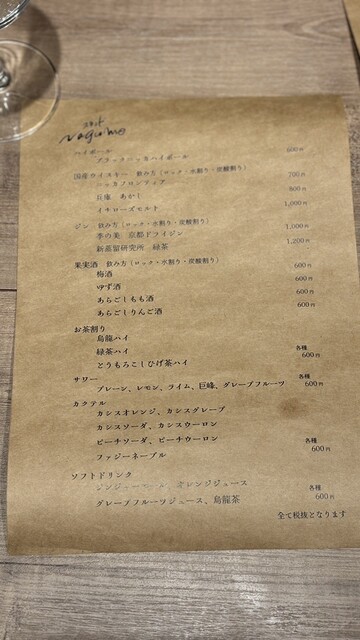 ハイボール
ブラックニッカハイボール 600円
国産ウイスキー 飲み方(ロック・水割り・炭酸割り)
ニッカフロンティア 700円
兵庫 あかし 800円
イチローズモルト 1,000円
ジン 飲み方(ロック・水割り・炭酸割り)
季の美 京都ドライジン 1,000円
新蒸留研究所 緑茶 1,200円
果実酒 飲み方(ロック・水割り・炭酸割り)
梅酒 600円
ゆず酒 600円
あらごしもも酒 600円
あらごしりんご酒 600円
お茶割り
烏龍ハイ
緑茶ハイ 各種
とうもろこしひげ茶ハイ 600円
サワー 各種
プレーン、レモン、ライム、巨峰、グレープフルーツ 600円
カクテル
カシスオレンジ、カシスグレープ
カシスソーダ、カシスウーロン
ピーチソーダ、ピーチウーロン 各種
ファジーネーブル 600円
ソフトドリンク
ジンジャーエール、オレンジジュース 各種
グレープフルーツジュース、烏龍茶 600円
全て税抜となります